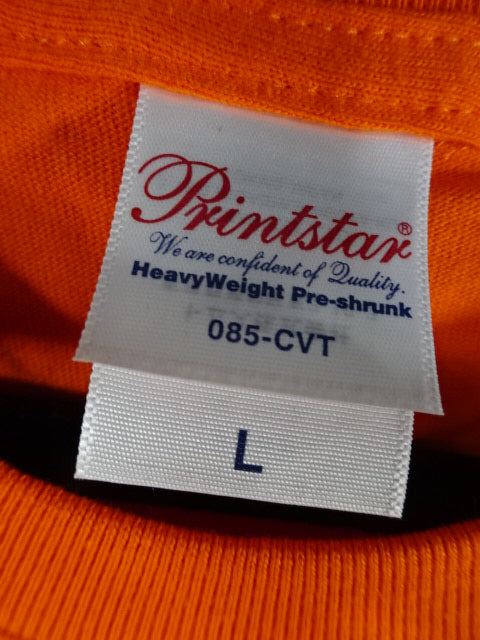 Printstar®
We are confident of Quality.
HeavyWeight Pre-shrunk
085-CVT
L